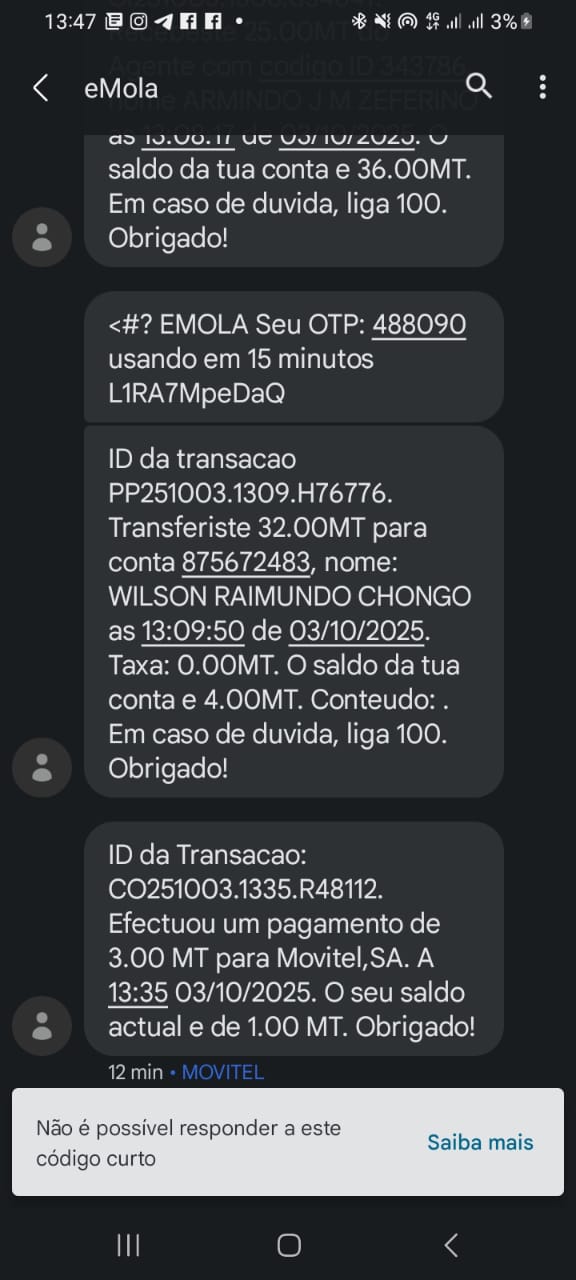 13:47
4G
3%
eMola
Recebeste 25.00MT do
Agente com codigo ID 343786,
nome ARMINDO J M ZEFERINO
as 13:08:17 de 03/10/2025. O
saldo da tua conta e 36.00MT.
Em caso de duvida, liga 100.
Obrigado!
<#? EMOLA Seu OTP: 488090
usando em 15 minutos
L1RA7MpeDaQ
ID da transacao
PP251003.1309.H76776.
Transferiste 32.00MT para
conta 875672483, nome:
WILSON RAIMUNDO CHONGO
as 13:09:50 de 03/10/2025.
Taxa: 0.00MT. O saldo da tua
conta e 4.00MT. Conteudo: .
Em caso de duvida, liga 100.
Obrigado!
ID da Transacao:
CO251003.1335.R48112.
Efectuou um pagamento de
3.00 MT para Movitel,SA. A
13:35 03/10/2025. O seu saldo
actual e de 1.00 MT. Obrigado!
12 min • MOVITEL
Não é possível responder a este
código curto
Saiba mais